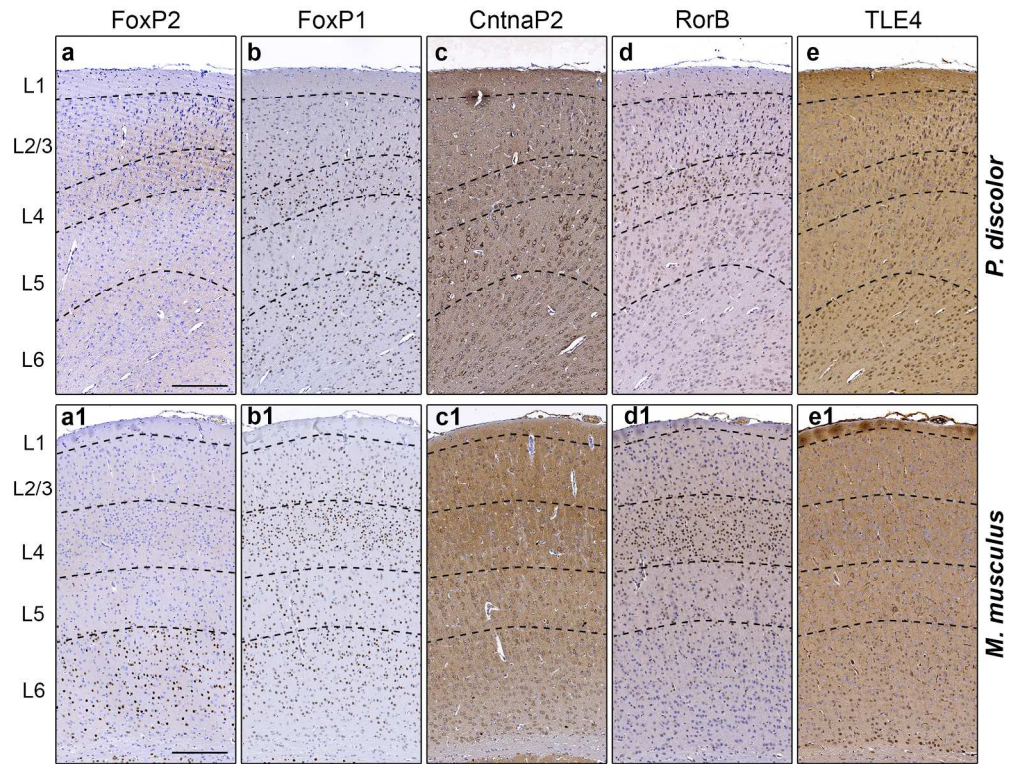 FoxP2 FoxP1 CntnaP2 RorB TLE4
a b c d e
L1
L2/3
L4
L5
L6
P. discolor
a1 b1 c1 d1 e1
L1
L2/3
L4
L5
L6
M. musculus